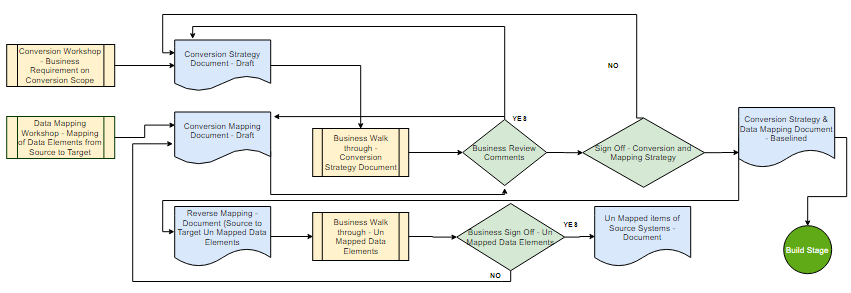 Conversion Workshop
- Business
Requirement on
Conversion Scope
Conversion Strategy
Document - Draft
NO
Data Mapping
Workshop - Mapping
of Data Elements from
Source to Target
Conversion Mapping
Document - Draft
Business Walk
through -
Conversion
Strategy Document
YES
Business Review
Comments
Sign Off - Conversion and
Mapping Strategy
Conversion Strategy &
Data Mapping Document
- Baselined
Reverse Mapping -
Document (Source to
Target Un Mapped Data
Elements
Business Walk
through - Un
Mapped Data
Elements
Business Sign Off - Un
Mapped Data Elements
YES
NO
Un Mapped items of
Source Systems -
Document
Build Stage